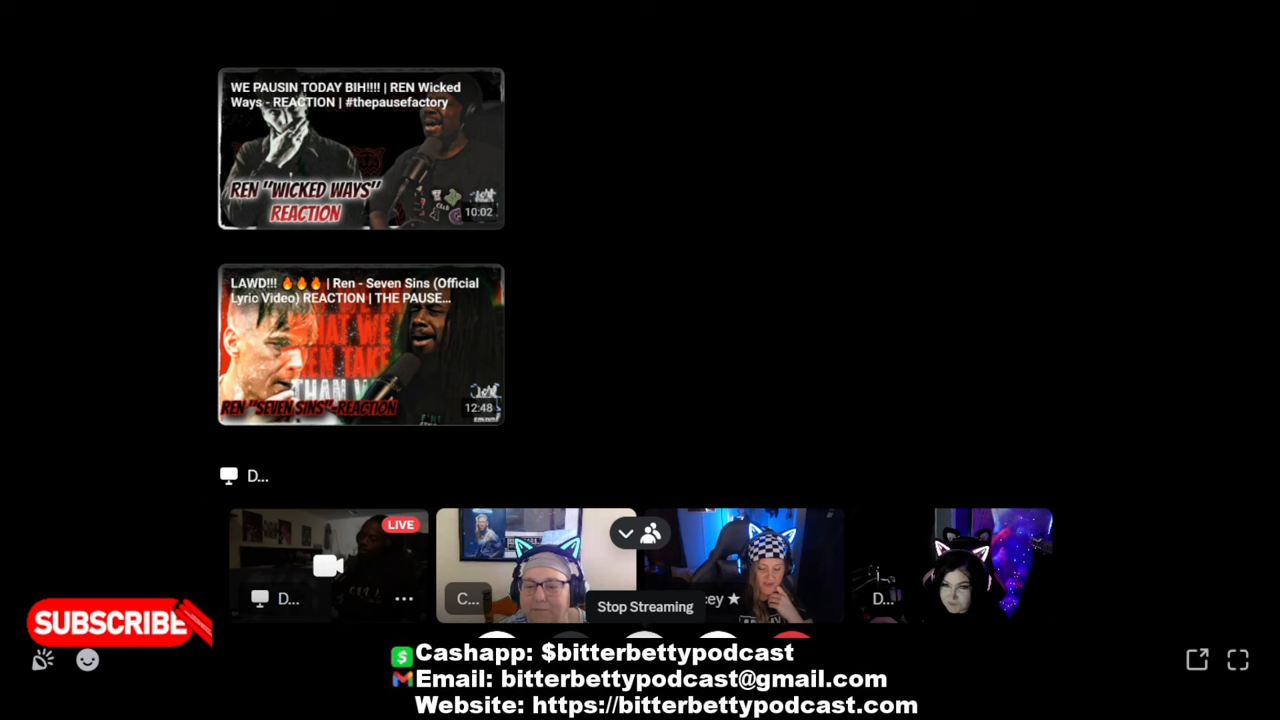 WE PAUSIN TODAY BIH!!!! | REN Wicked
Ways - REACTION | #thepausefactory
REN "WICKED WAYS"
REACTION
10:02
LAWD!!! 🔥🔥🔥 | Ren - Seven Sins (Official
Lyric Video) REACTION | THE PAUSE...
THAN
REN "SEVEN SINS"-REACTION
12:48
D...
LIVE
D...
C...
Stop Streaming
cey ★
D...
SUBSCRIBE
Cashapp: $bitterbettypodcast
Email: bitterbettypodcast@gmail.com
Website: https://bitterbettypodcast.com